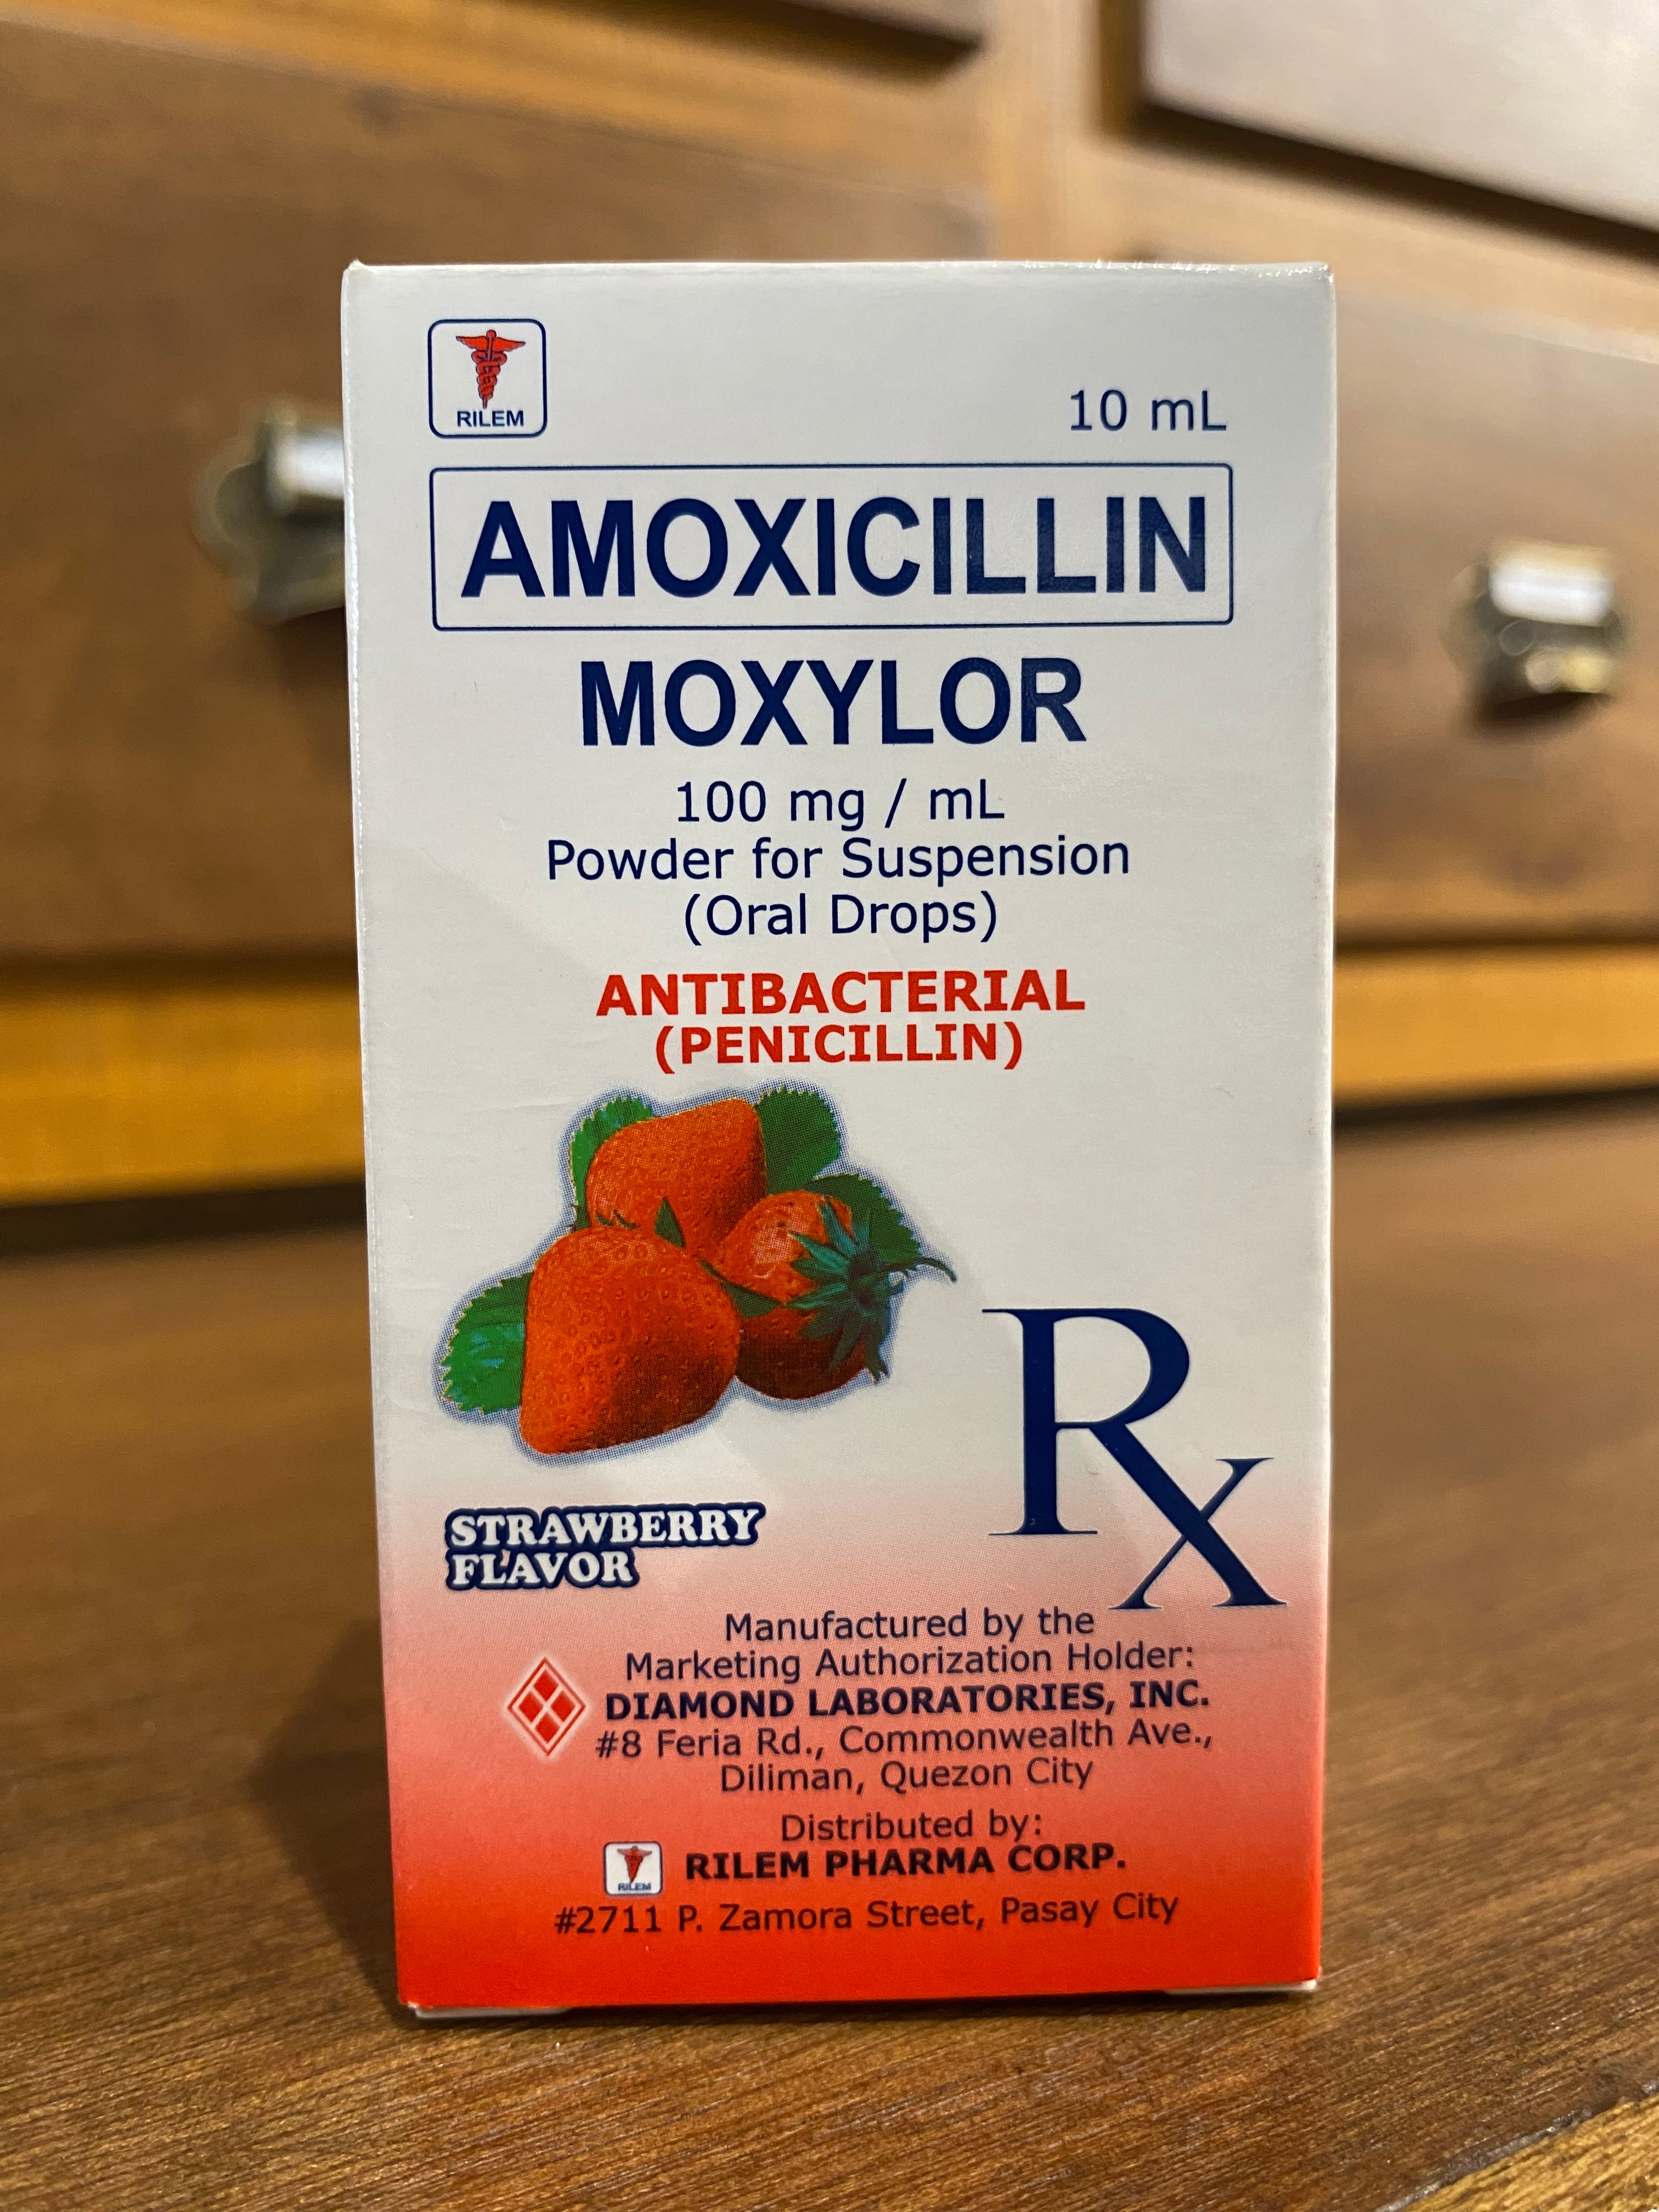 RILEM
10 mL
AMOXICILLIN
MOXYLOR
100 mg / mL
Powder for Suspension
(Oral Drops)
ANTIBACTERIAL
(PENICILLIN)
STRAWBERRY
FLAVOR
Rx
Manufactured by the
Marketing Authorization Holder:
DIAMOND LABORATORIES, INC.
#8 Feria Rd., Commonwealth Ave.,
Diliman, Quezon City
Distributed by:
RILEM
RILEM PHARMA CORP.
#2711 P. Zamora Street, Pasay City